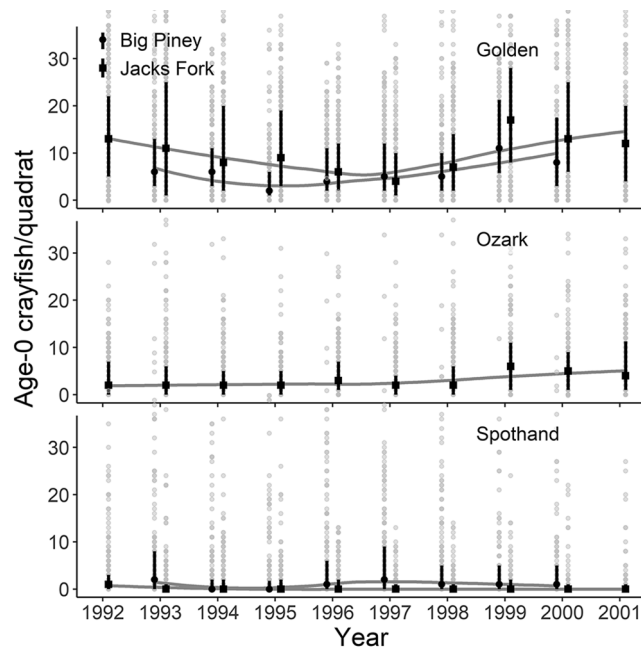 Big Piney
Jacks Fork
Golden
30
20
10
0
Ozark
30
20
10
0
Spothand
30
20
10
0
Age-0 crayfish/quadrat
1992 1993 1994 1995 1996 1997 1998 1999 2000 2001
Year